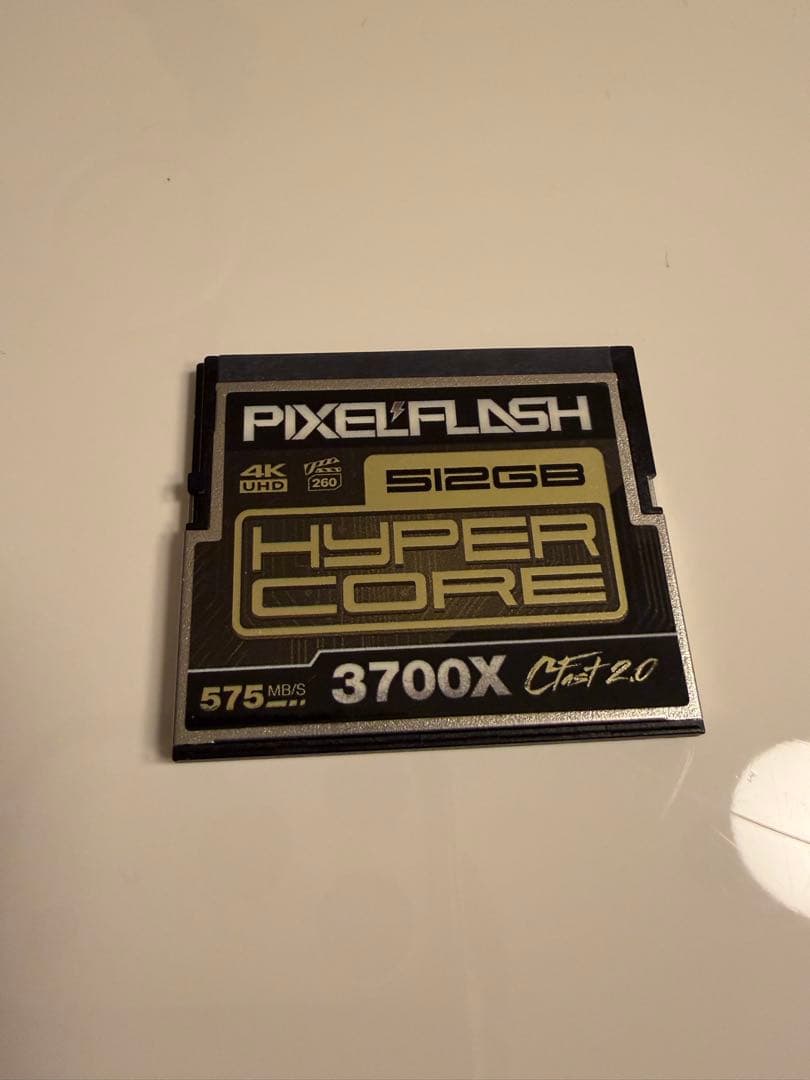 PIXELFLASH
4K UHD 260 512GB
HYPER
CORE
575 MB/S 3700X CFast 2.0